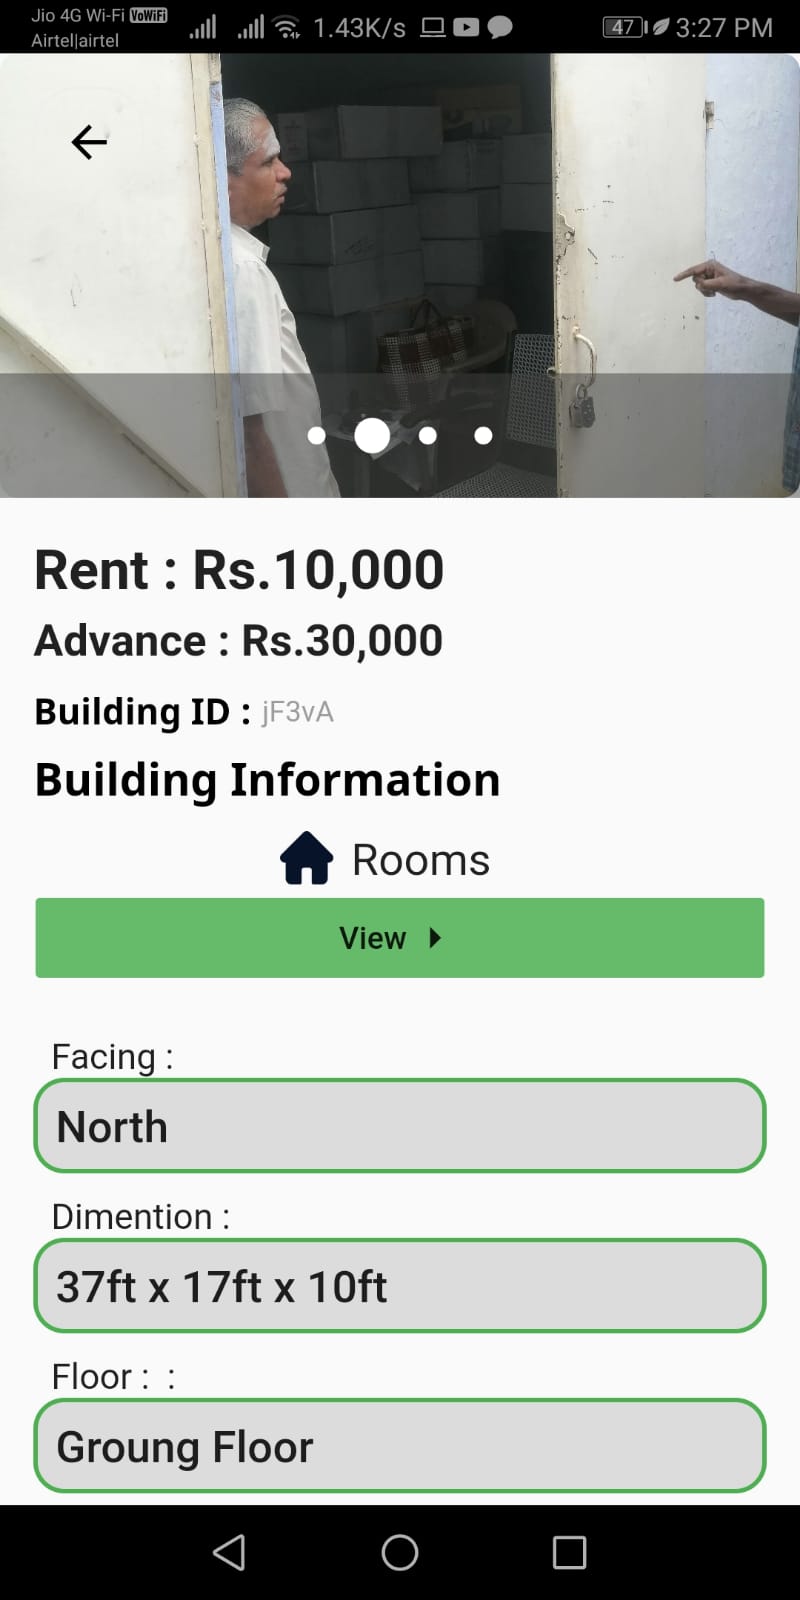 Jio 4G Wi-Fi VoWiFi
Airtel|airtel
1.43K/s
47
3:27 PM
Rent : Rs.10,000
Advance : Rs.30,000
Building ID : jF3vA
Building Information
Rooms
View
Facing :
North
Dimention :
37ft x 17ft x 10ft
Floor :  :
Groung Floor